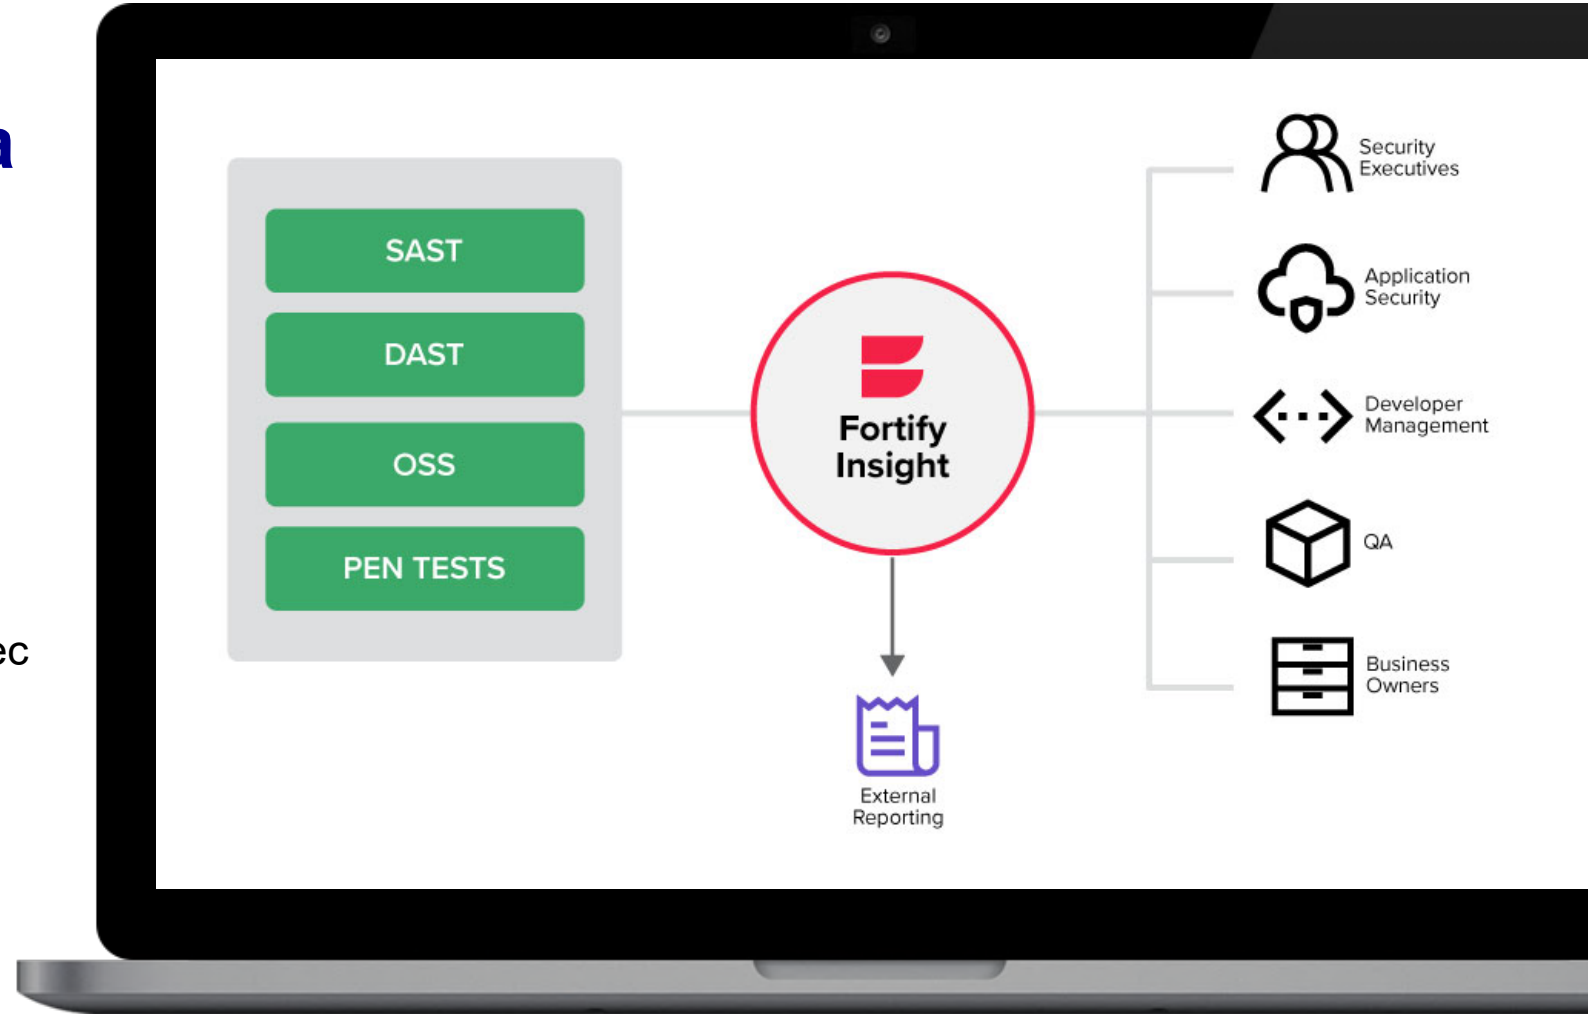 a
ec
SAST
DAST
OSS
PEN TESTS
Fortify
Insight
External
Reporting
Security
Executives
Application
Security
Developer
Management
QA
Business
Owners